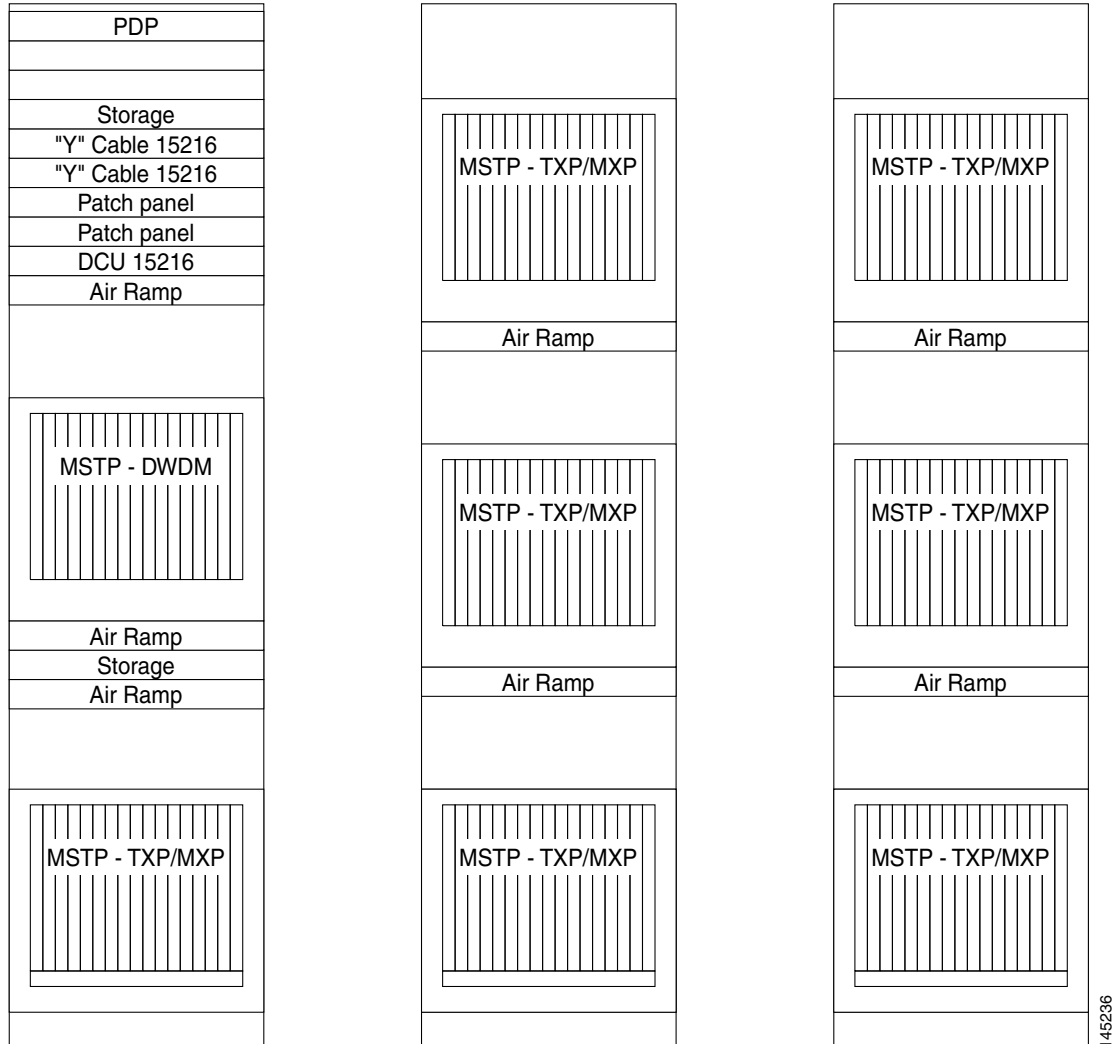 PDP
Storage
"Y" Cable 15216
"Y" Cable 15216
Patch panel
Patch panel
DCU 15216
Air Ramp
MSTP - DWDM
Air Ramp
Storage
Air Ramp
MSTP - TXP/MXP
MSTP - TXP/MXP
Air Ramp
MSTP - TXP/MXP
Air Ramp
MSTP - TXP/MXP
MSTP - TXP/MXP
Air Ramp
MSTP - TXP/MXP
Air Ramp
MSTP - TXP/MXP
145236